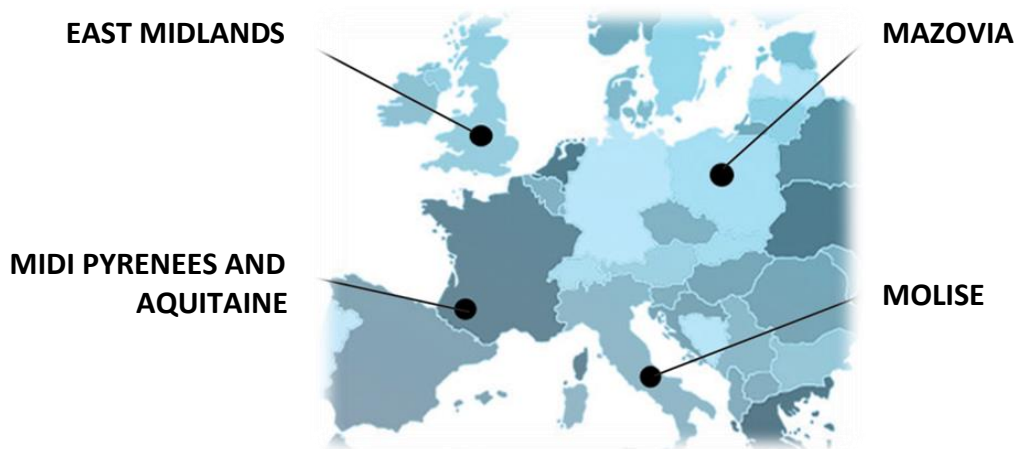 EAST MIDLANDS
MAZOVIA
MIDI PYRENEES AND
AQUITAINE
MOLISE